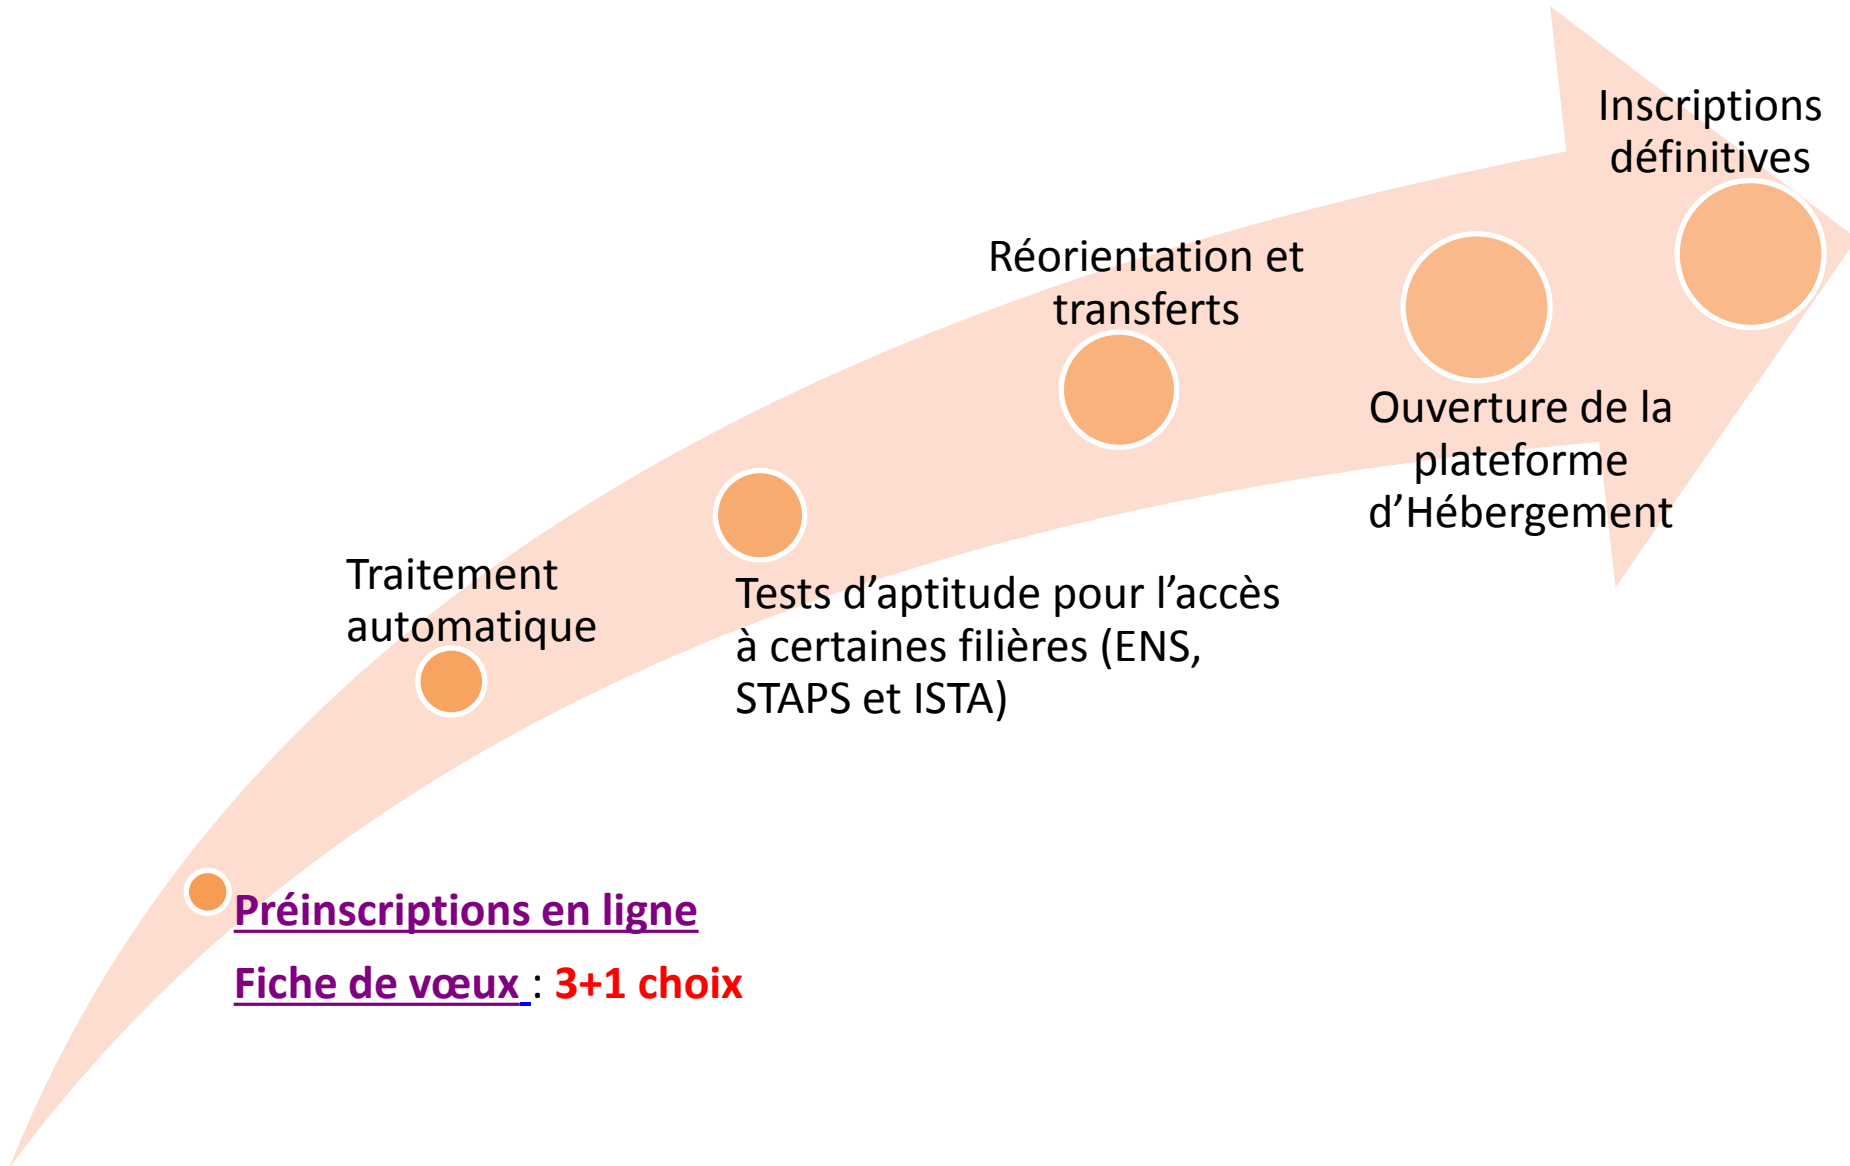 Inscriptions
définitives
Réorientation et
transferts
Ouverture de la
plateforme
d’Hébergement
Traitement
automatique
Tests d’aptitude pour l’accès
à certaines filières (ENS,
STAPS et ISTA)
Préinscriptions en ligne
Fiche de vœux : 3+1 choix